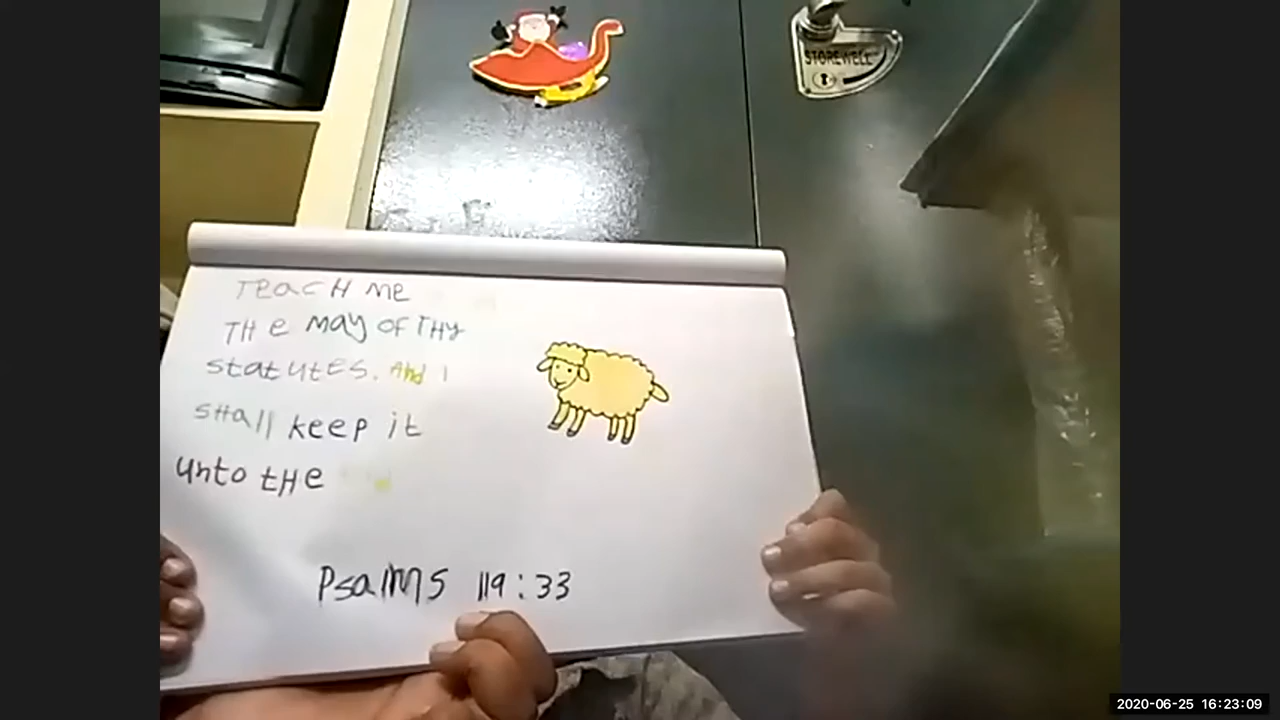 STOREWELL
TEACH ME
THE MAY OF THY
STATUTES. And I
SHall keep it
unto tHe
Psalms 119:33
2020-06-25 16:23:09